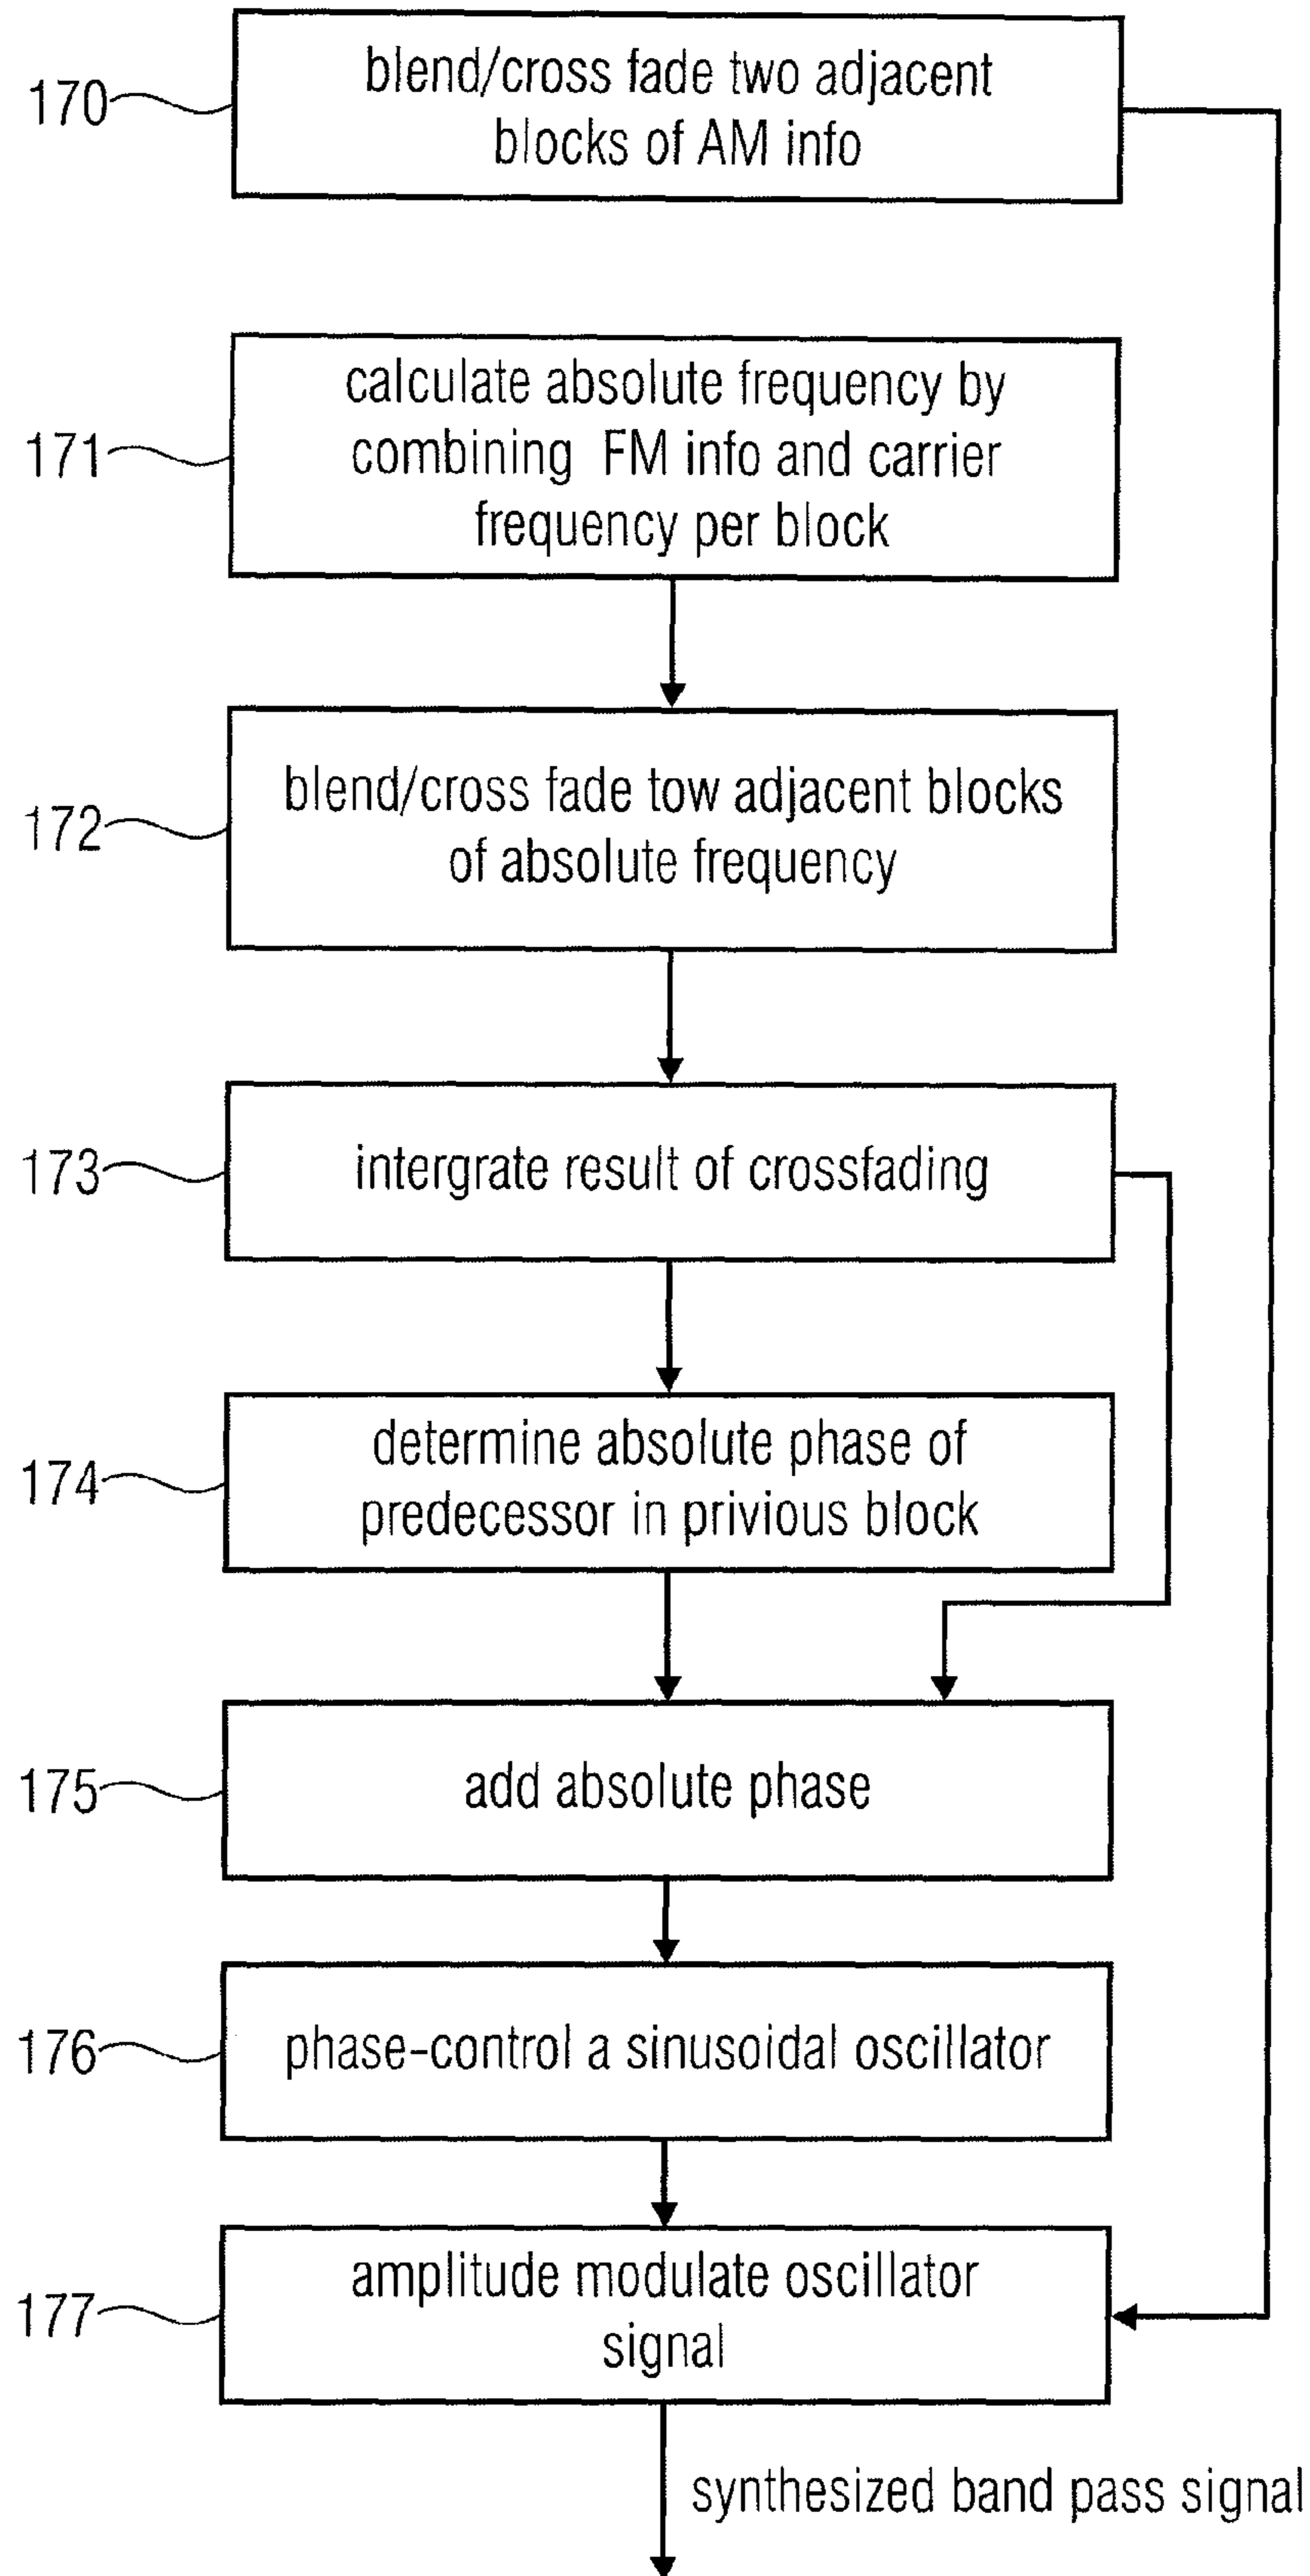 170
blend/cross fade two adjacent
blocks of AM info
171
calculate absolute frequency by
combining FM info and carrier
frequency per block
172
blend/cross fade tow adjacent blocks
of absolute frequency
173
intergrate result of crossfading
174
determine absolute phase of
predecessor in privious block
175
add absolute phase
176
phase-control a sinusoidal oscillator
177
amplitude modulate oscillator
signal
synthesized band pass signal